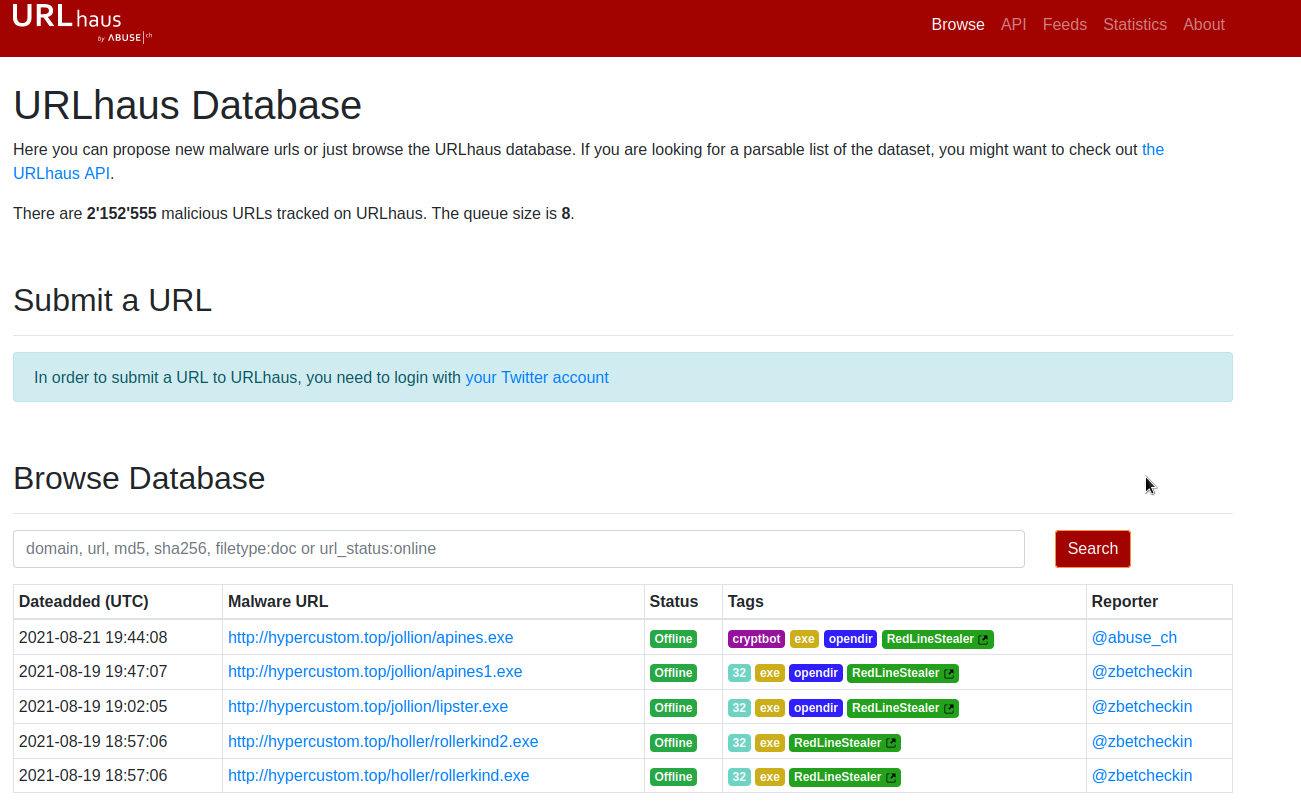 URLhaus
by ABUSE|ch
Browse API Feeds Statistics About
URLhaus Database
Here you can propose new malware urls or just browse the URLhaus database. If you are looking for a parsable list of the dataset, you might want to check out the
URLhaus API.
There are 2'152'555 malicious URLs tracked on URLhaus. The queue size is 8.
Submit a URL
In order to submit a URL to URLhaus, you need to login with your Twitter account
Browse Database
domain, url, md5, sha256, filetype:doc or url_status:online Search
Dateadded (UTC) Malware URL Status Tags Reporter
2021-08-21 19:44:08 http://hypercustom.top/jollion/apines.exe Offline cryptbot exe opendir RedLineStealer @abuse_ch
2021-08-19 19:47:07 http://hypercustom.top/jollion/apines1.exe Offline 32 exe opendir RedLineStealer @zbetcheckin
2021-08-19 19:02:05 http://hypercustom.top/jollion/lipster.exe Offline 32 exe opendir RedLineStealer @zbetcheckin
2021-08-19 18:57:06 http://hypercustom.top/holler/rollerkind2.exe Offline 32 exe RedLineStealer @zbetcheckin
2021-08-19 18:57:06 http://hypercustom.top/holler/rollerkind.exe Offline 32 exe RedLineStealer @zbetcheckin